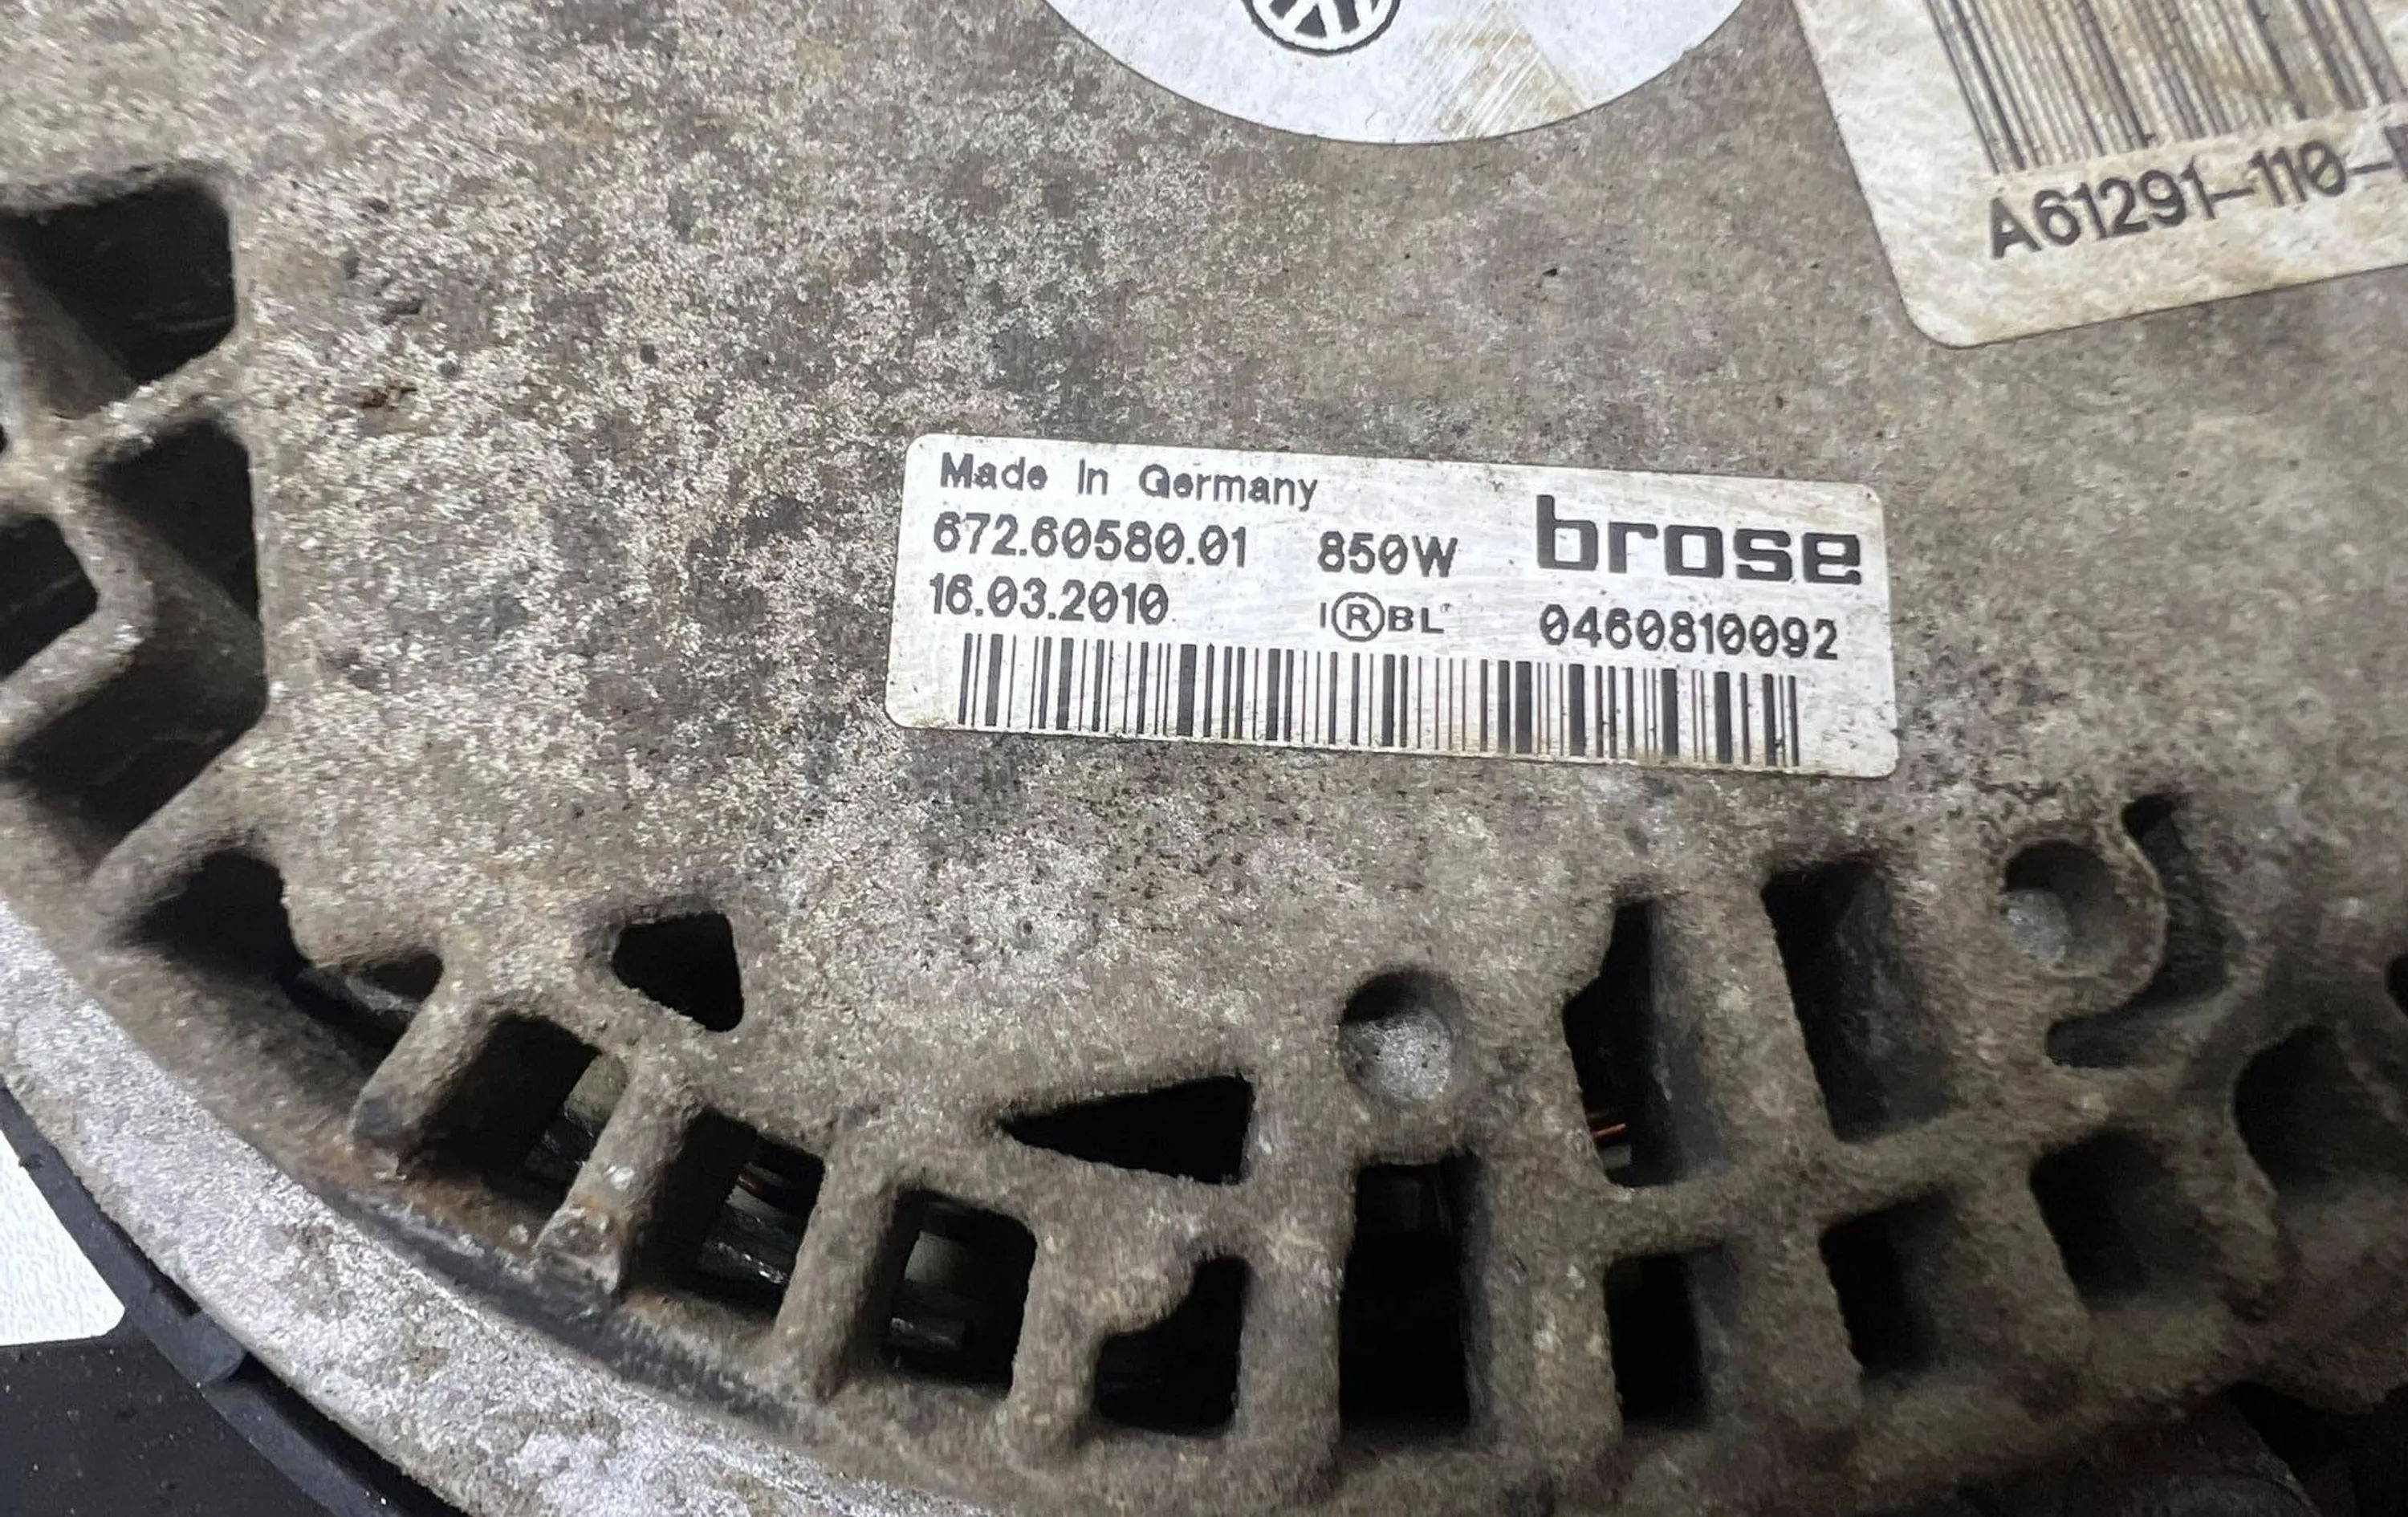 A61291-110-
Made In Germany
672.60580.01 850W brose
16.03.2010 I®BL 0460810092